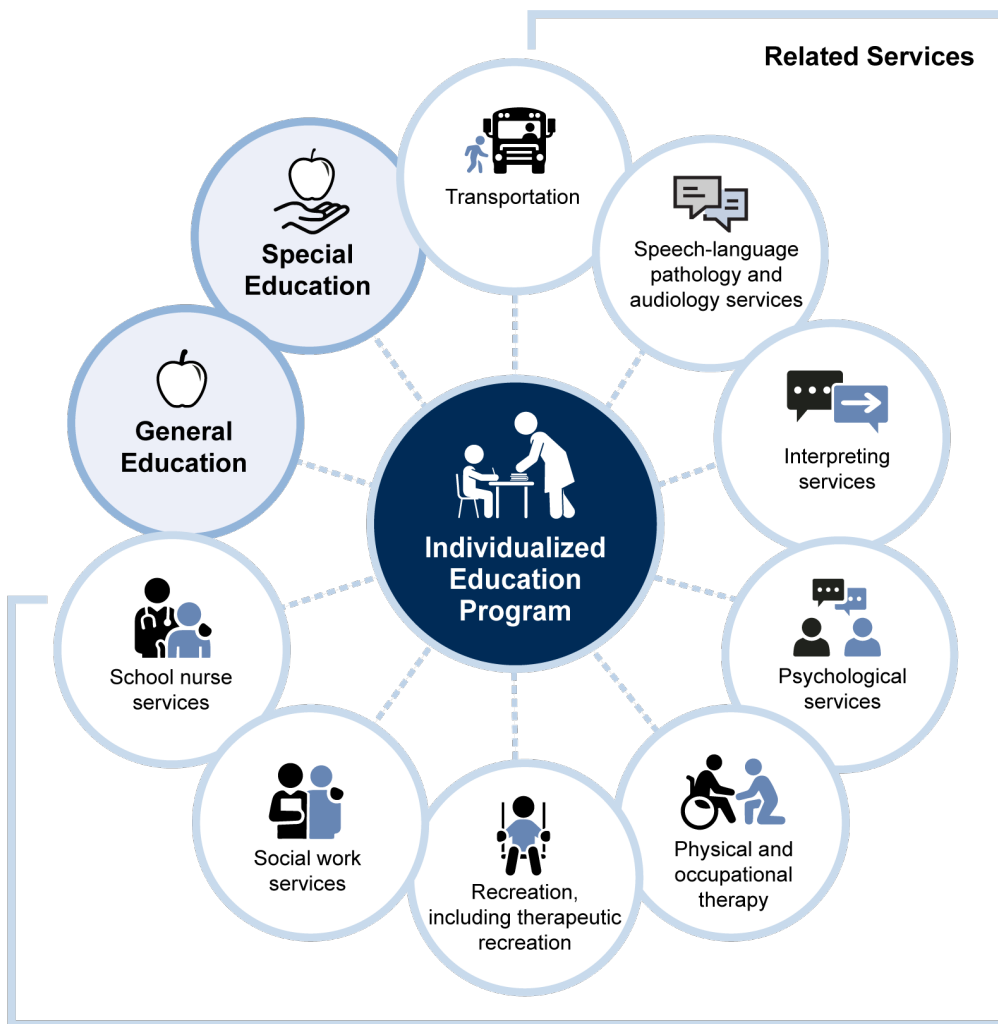 Related Services
Transportation
Speech-language
pathology and
audiology services
Interpreting
services
Psychological
services
Physical and
occupational
therapy
Recreation,
including therapeutic
recreation
Social work
services
School nurse
services
General
Education
Special
Education
Individualized
Education
Program